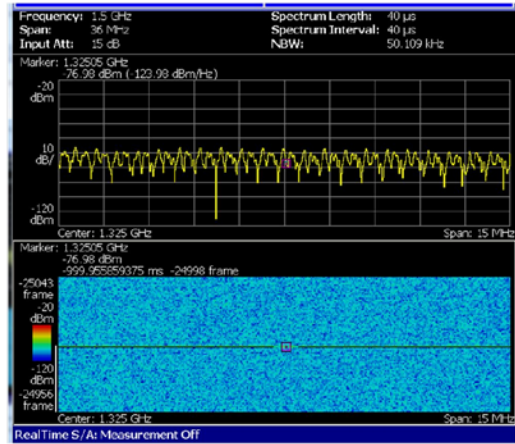 Frequency: 1.5 GHz Spectrum Length: 40 µs
Span: 36 MHz Spectrum Interval: 40 µs
Input Att: 15 dB NBW: 50.109 kHz
Marker: 1.32505 GHz
-76.98 dBm (-123.98 dBm/Hz)
-20
dBm
10
dB/
-120
dBm
Center: 1.325 GHz Span: 15 MHz
Marker: 1.32505 GHz
-76.98 dBm
-999.955859375 ms -24998 frame
-25043
frame
-20
dBm
-120
dBm
-24956
frame
Center: 1.325 GHz Span: 15 MHz
RealTime S/A: Measurement Off